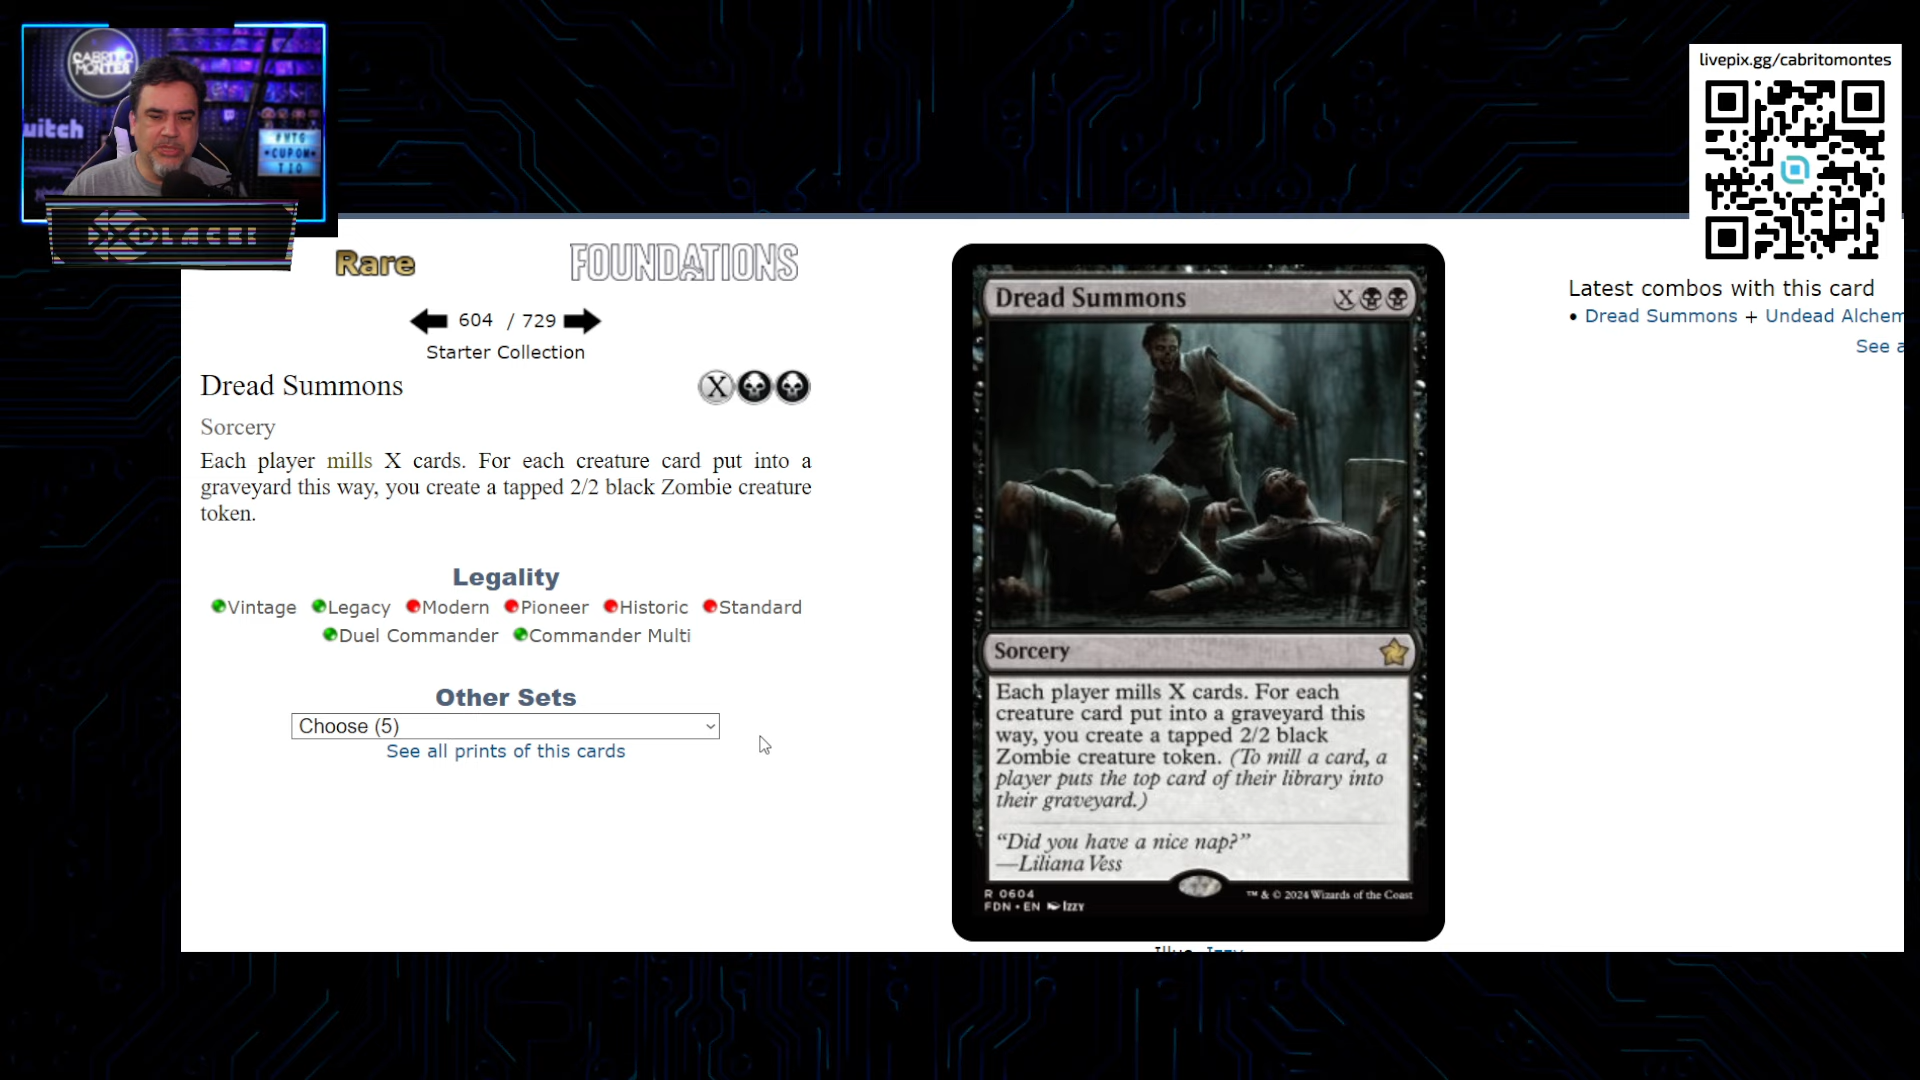 CABRITO
MONTES
uitch
#MTG
•CUPOM•
T10
livepix.gg/cabritomontes
Rare
FOUNDATIONS
604 / 729
Starter Collection
Dread Summons X
Sorcery
Each player mills X cards. For each creature card put into a
graveyard this way, you create a tapped 2/2 black Zombie creature
token.
Legality
Vintage Legacy Modern Pioneer Historic Standard
Duel Commander Commander Multi
Other Sets
Choose (5)
See all prints of this cards
Dread Summons X
Sorcery
Each player mills X cards. For each
creature card put into a graveyard this
way, you create a tapped 2/2 black
Zombie creature token. (To mill a card, a
player puts the top card of their library into
their graveyard.)
“Did you have a nice nap?”
—Liliana Vess
R 0604
FDN • EN Izzy
™ & © 2024 Wizards of the Coast
Latest combos with this card
• Dread Summons + Undead Alchem
See a